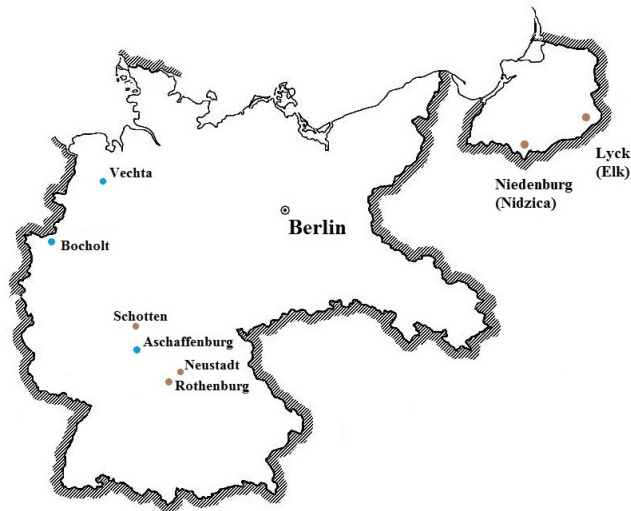 Lyck
(Elk)
Vechta
Niedenburg
(Nidzica)
Berlin
Bocholt
Schotten
Aschaffenburg
Neustadt
Rothenburg